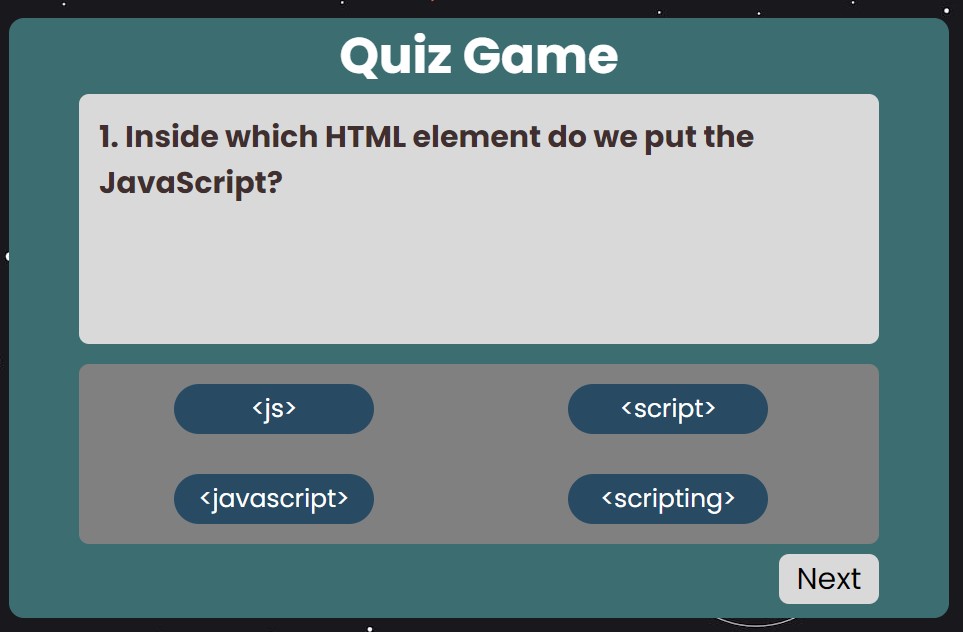 Quiz Game
1. Inside which HTML element do we put the
JavaScript?
<js>
<script>
<javascript>
<scripting>
Next